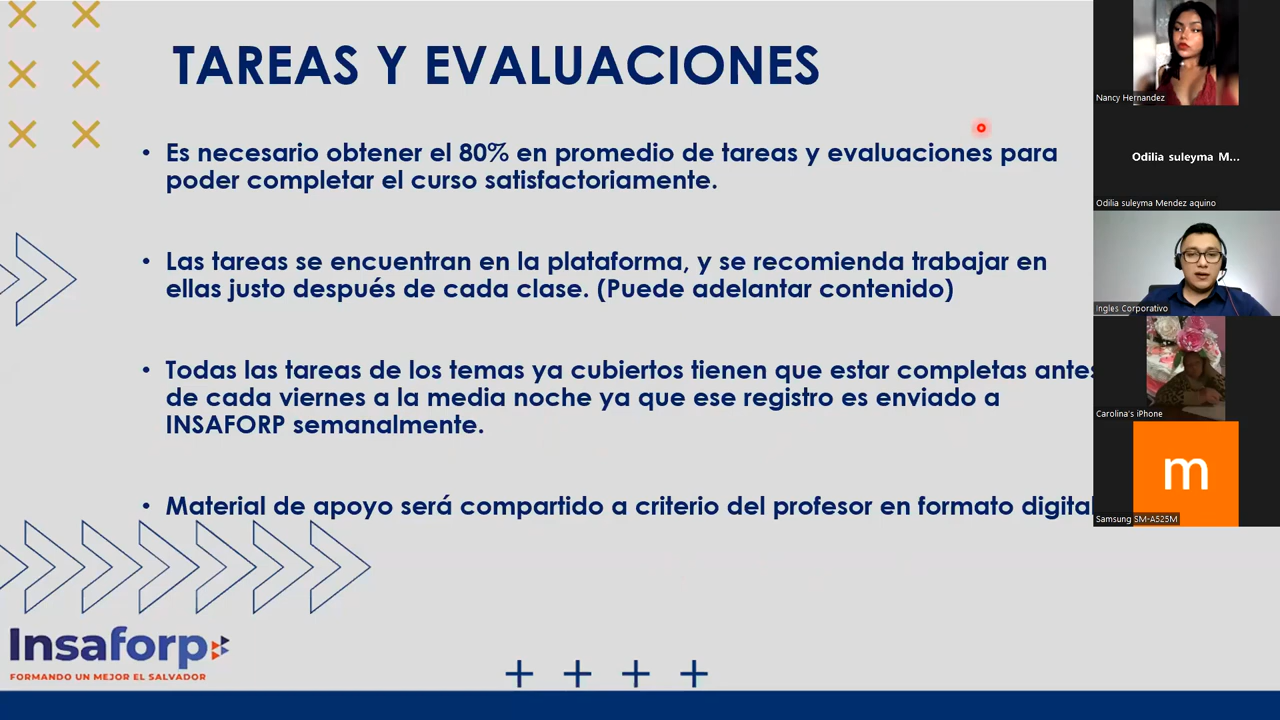 TAREAS Y EVALUACIONES
• Es necesario obtener el 80% en promedio de tareas y evaluaciones para
poder completar el curso satisfactoriamente.
• Las tareas se encuentran en la plataforma, y se recomienda trabajar en
ellas justo después de cada clase. (Puede adelantar contenido)
• Todas las tareas de los temas ya cubiertos tienen que estar completas antes
de cada viernes a la media noche ya que ese registro es enviado a
INSAFORP semanalmente.
• Material de apoyo será compartido a criterio del profesor en formato digital
Insaforp
FORMANDO UN MEJOR EL SALVADOR
Nancy Hernandez
Odilia suleyma M...
Odilia suleyma Mendez aquino
Ingles Corporativo
Carolina's iPhone
m
Samsung SM-A525M